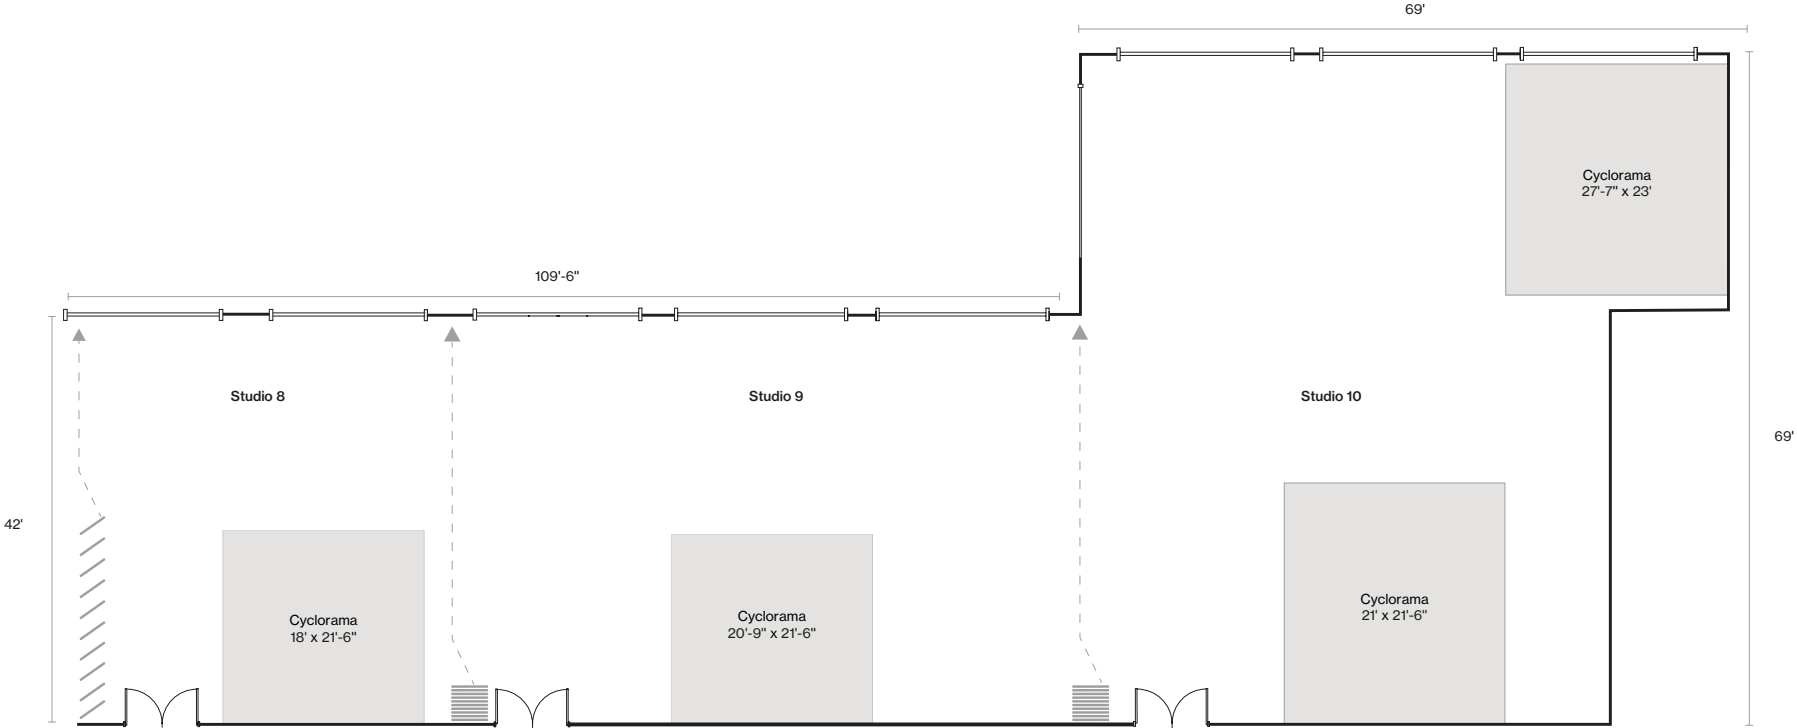 69'
Cyclorama
27'-7" x 23'
109'-6"
Studio 8
Studio 9
Studio 10
69'
42'
Cyclorama
18' x 21'-6"
Cyclorama
20'-9" x 21'-6"
Cyclorama
21' x 21'-6"